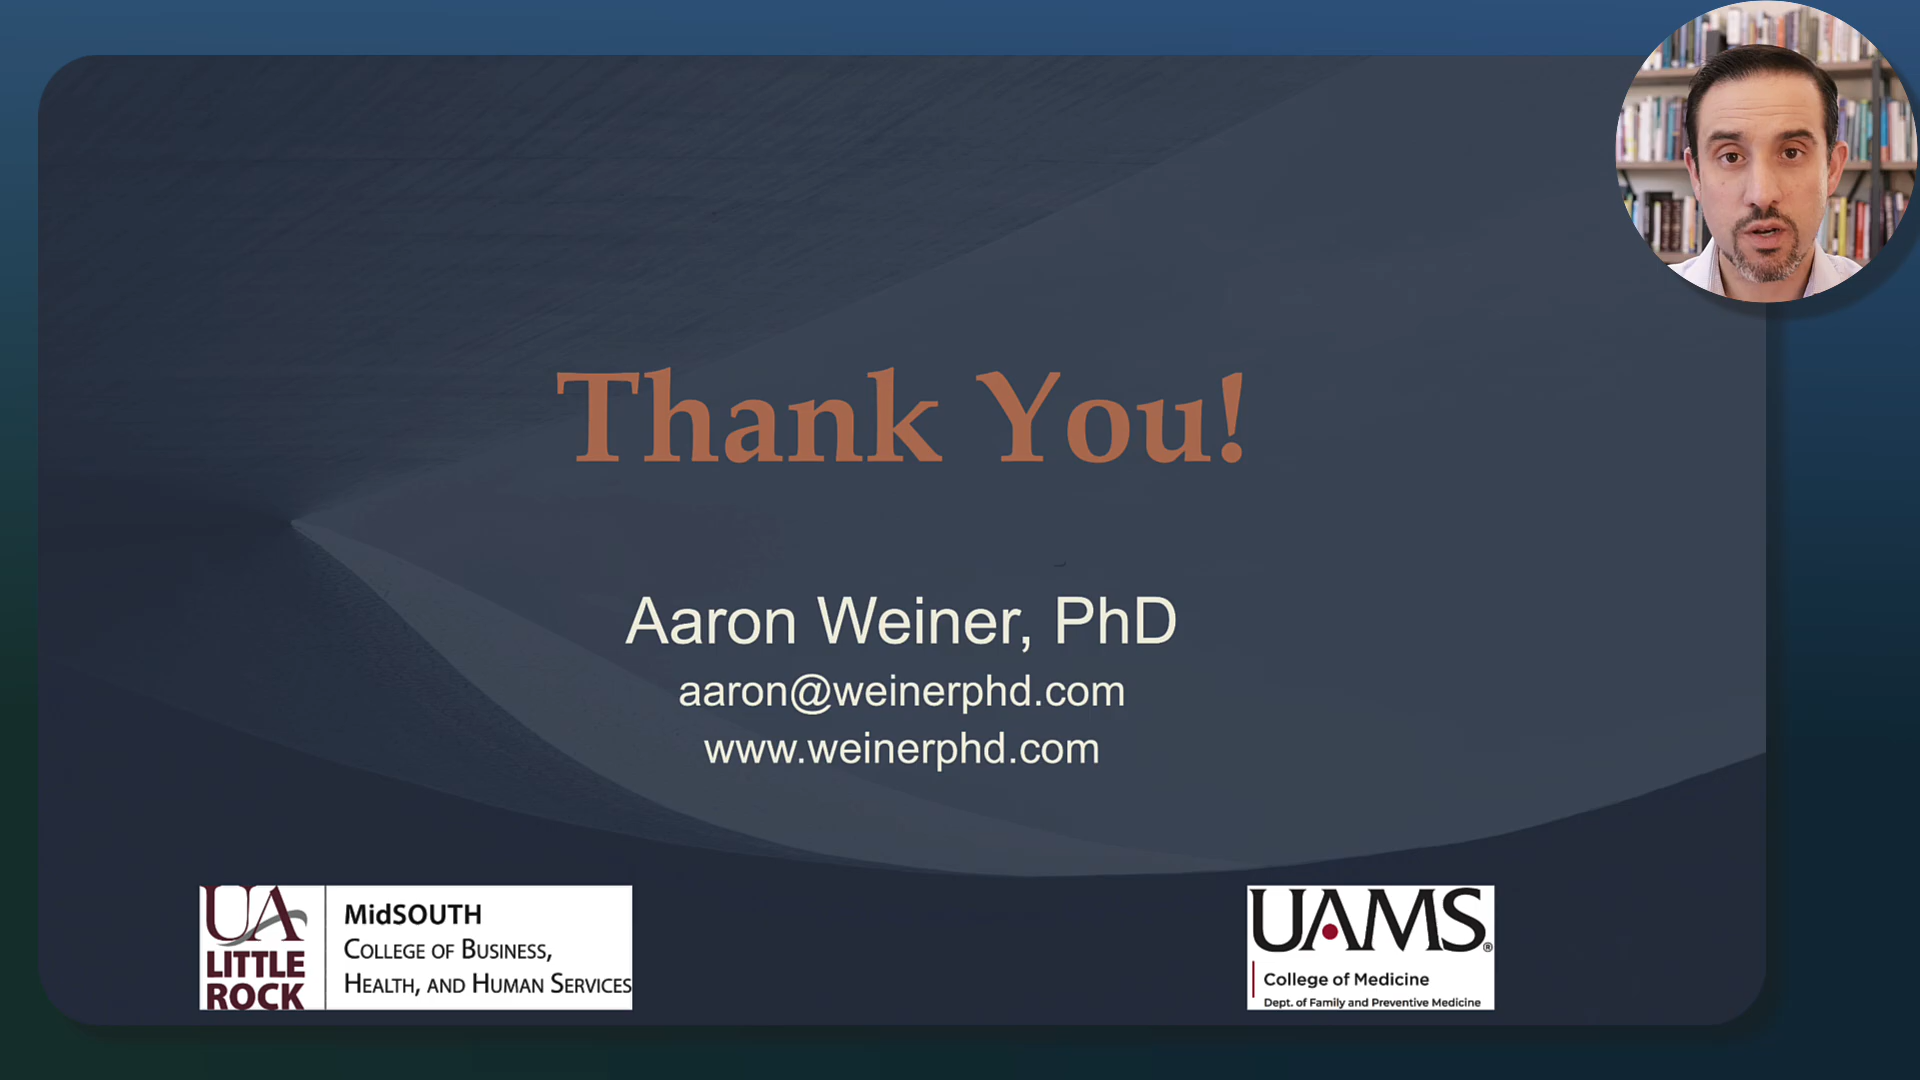 Thank You!
Aaron Weiner, PhD
aaron@weinerphd.com
www.weinerphd.com
UA
LITTLE
ROCK
MidSOUTH
COLLEGE OF BUSINESS,
HEALTH, AND HUMAN SERVICES
UAMS®
College of Medicine
Dept. of Family and Preventive Medicine